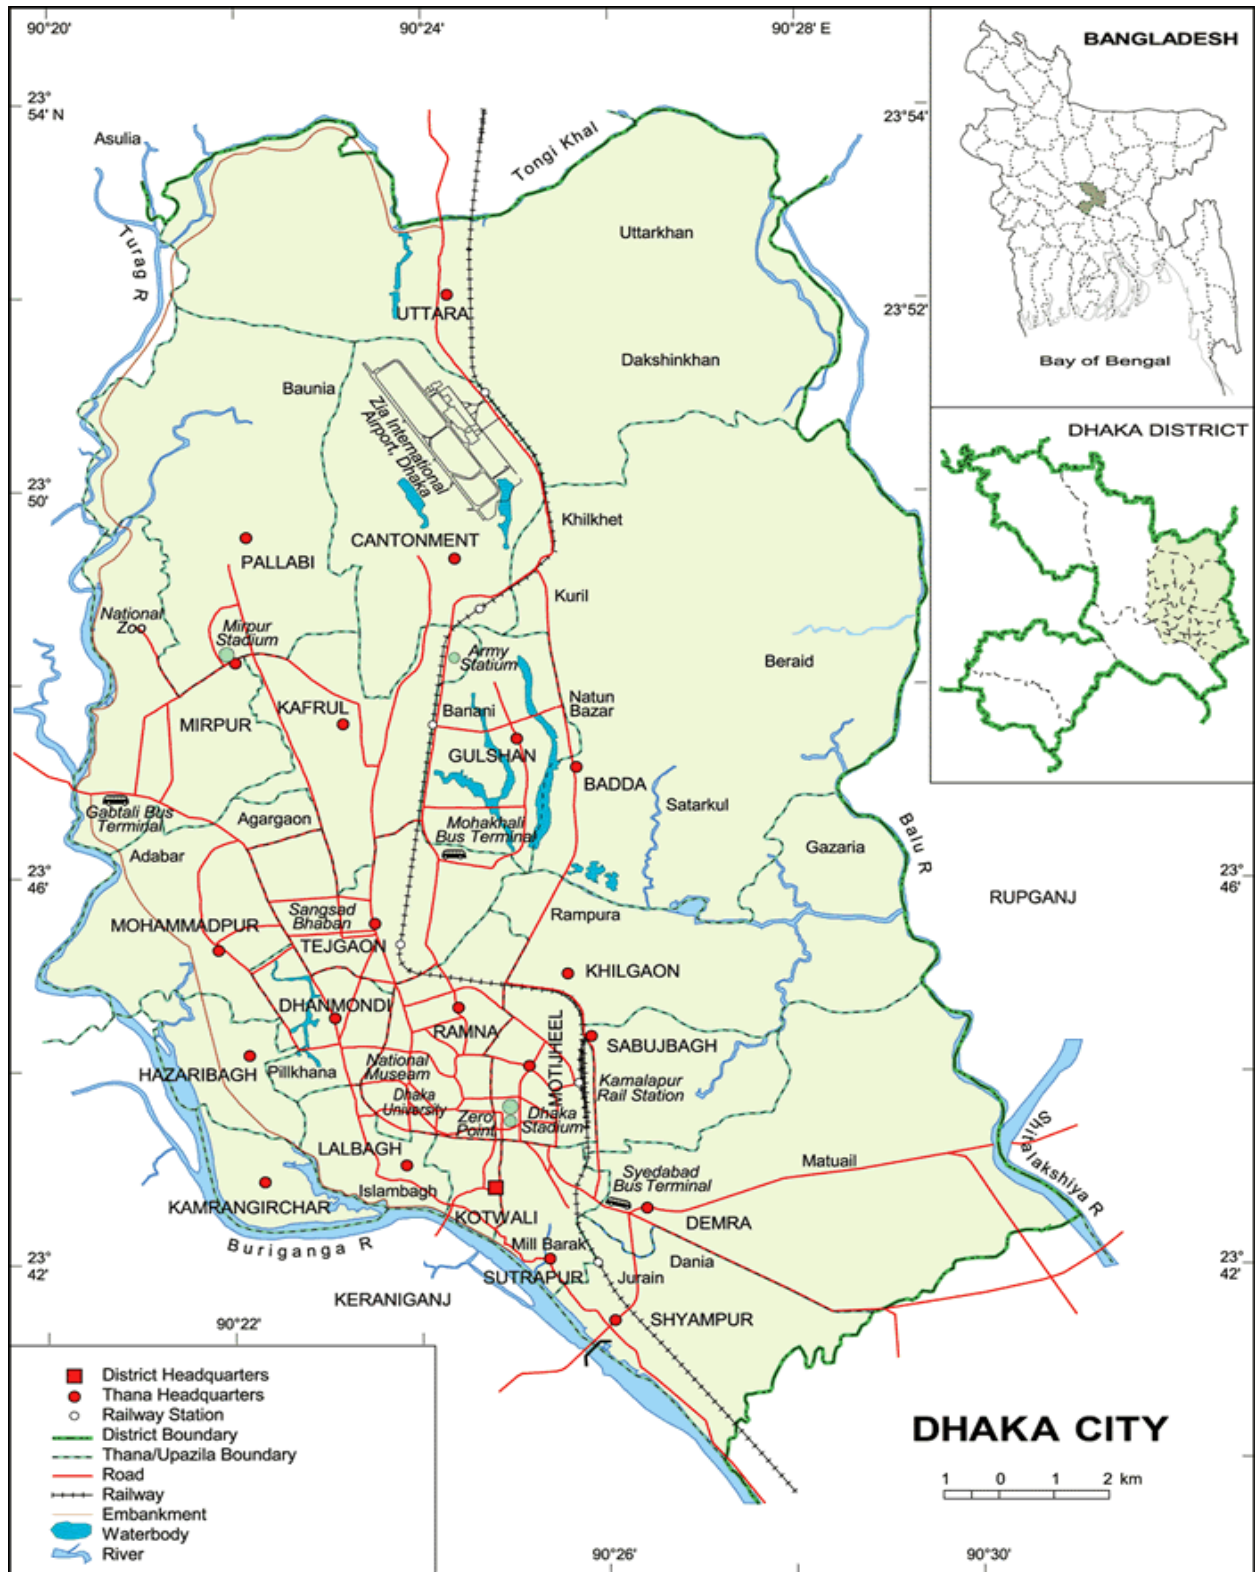 90°20'
90°24'
90°28' E
BANGLADESH
23°
54' N
23°54'
Asulia
Tongi Khal
Uttarkhan
Turag R
23°52'
UTTARA
Dakshinkhan
Bay of Bengal
Baunia
Zia International
Airport, Dhaka
DHAKA DISTRICT
23°
50'
Khilkhet
CANTONMENT
PALLABI
Kuril
National
Zoo
Mirpur
Stadium
Army
Statium
Beraid
Natun
Bazar
KAFRUL
Banani
MIRPUR
GULSHAN
BADDA
Satarkul
Gabtali Bus
Terminal
Agargaon
Mohakhali
Bus Terminal
Balu R
Gazaria
Adabar
23°
46'
23°
46'
RUPGANJ
Sangsad
Bhaban
Rampura
MOHAMMADPUR
TEJGAON
KHILGAON
DHANMONDI
RAMNA
MOTIJHEEL
SABUJBAGH
HAZARIBAGH
Pillkhana
National
Museam
Kamalapur
Rail Station
Dhaka
University
Zero
Point
Dhaka
Stadium
Shitalakshiya R
LALBAGH
Matuail
Syedabad
Bus Terminal
Islambagh
KAMRANGIRCHAR
KOTWALI
DEMRA
Buriganga R
Mill Barak
Dania
23°
42'
23°
42'
SUTRAPUR
Jurain
KERANIGANJ
SHYAMPUR
90°22'
District Headquarters
Thana Headquarters
Railway Station
District Boundary
Thana/Upazila Boundary
Road
Railway
Embankment
Waterbody
River
DHAKA CITY
1 0 1 2 km
90°26'
90°30'